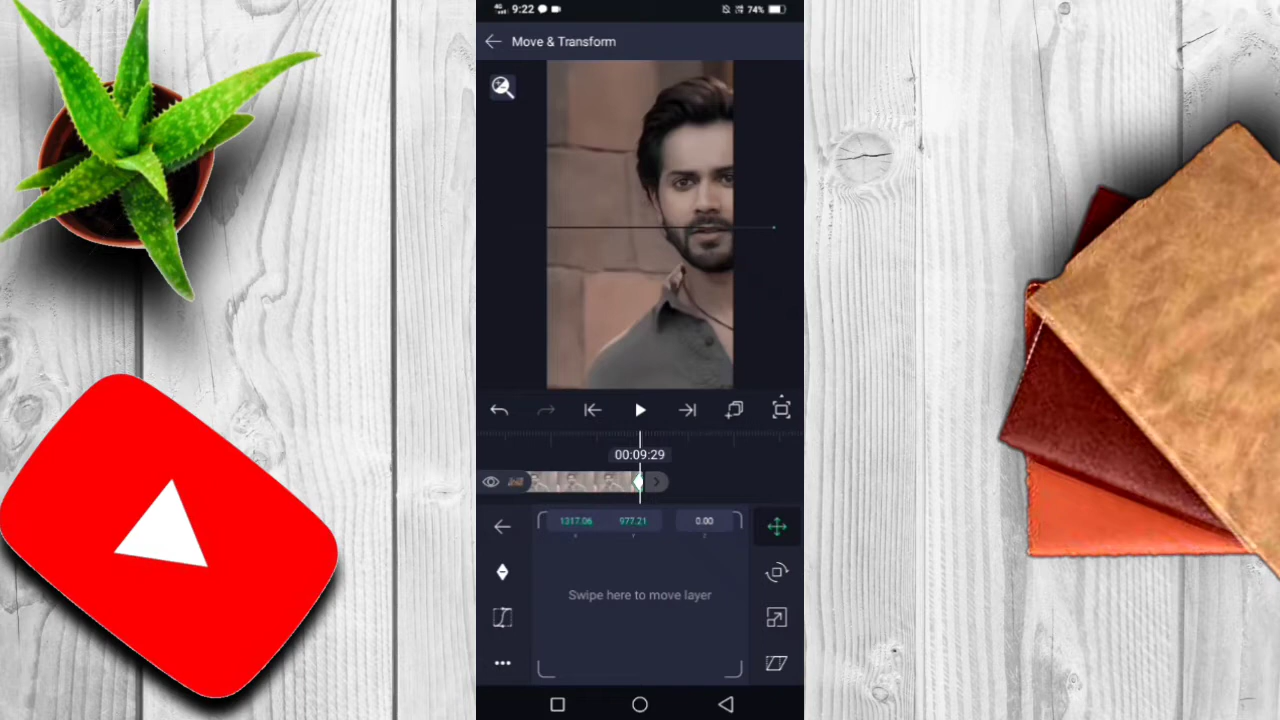 4G 9:22 74%
Move & Transform
00:09:29
1317.06 977.21 0.00
X Y Z
Swipe here to move layer